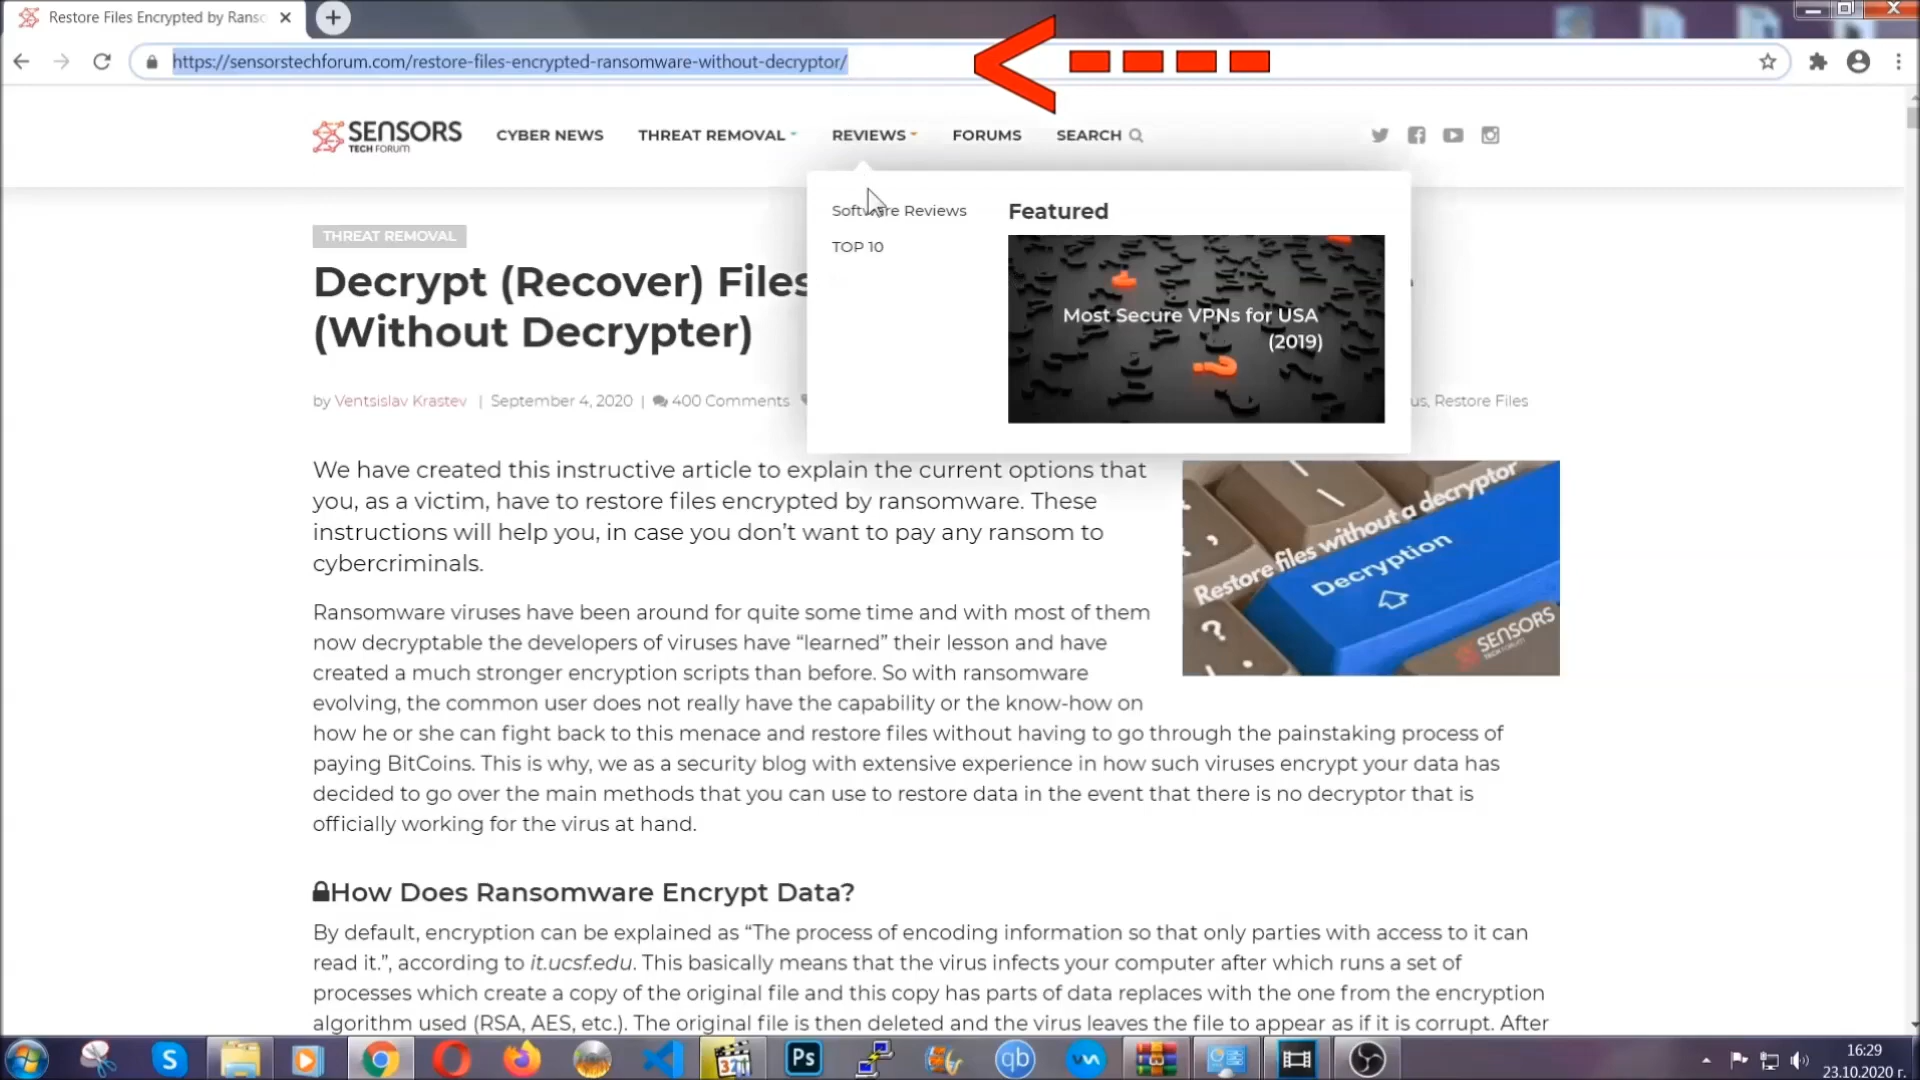 Restore Files Encrypted by Ranso
https://sensorstechforum.com/restore-files-encrypted-ransomware-without-decryptor/
SENSORS
TECH FORUM
CYBER NEWS
THREAT REMOVAL
REVIEWS
FORUMS
SEARCH
Software Reviews
TOP 10
Featured
Most Secure VPNs for USA
(2019)
THREAT REMOVAL
Decrypt (Recover) Files
(Without Decrypter)
by Ventsislav Krastev | September 4, 2020 | 400 Comments
us, Restore Files
We have created this instructive article to explain the current options that
you, as a victim, have to restore files encrypted by ransomware. These
instructions will help you, in case you don’t want to pay any ransom to
cybercriminals.
Restore files without a decryptor
Decryption
SENSORS
Ransomware viruses have been around for quite some time and with most of them
now decryptable the developers of viruses have “learned” their lesson and have
created a much stronger encryption scripts than before. So with ransomware
evolving, the common user does not really have the capability or the know-how on
how he or she can fight back to this menace and restore files without having to go through the painstaking process of
paying BitCoins. This is why, we as a security blog with extensive experience in how such viruses encrypt your data has
decided to go over the main methods that you can use to restore data in the event that there is no decryptor that is
officially working for the virus at hand.
How Does Ransomware Encrypt Data?
By default, encryption can be explained as “The process of encoding information so that only parties with access to it can
read it.”, according to it.ucsf.edu. This basically means that the virus infects your computer after which runs a set of
processes which create a copy of the original file and this copy has parts of data replaces with the one from the encryption
algorithm used (RSA, AES, etc.). The original file is then deleted and the virus leaves the file to appear as if it is corrupt. After
321
Ps
qb
16:29
23.10.2020 г.